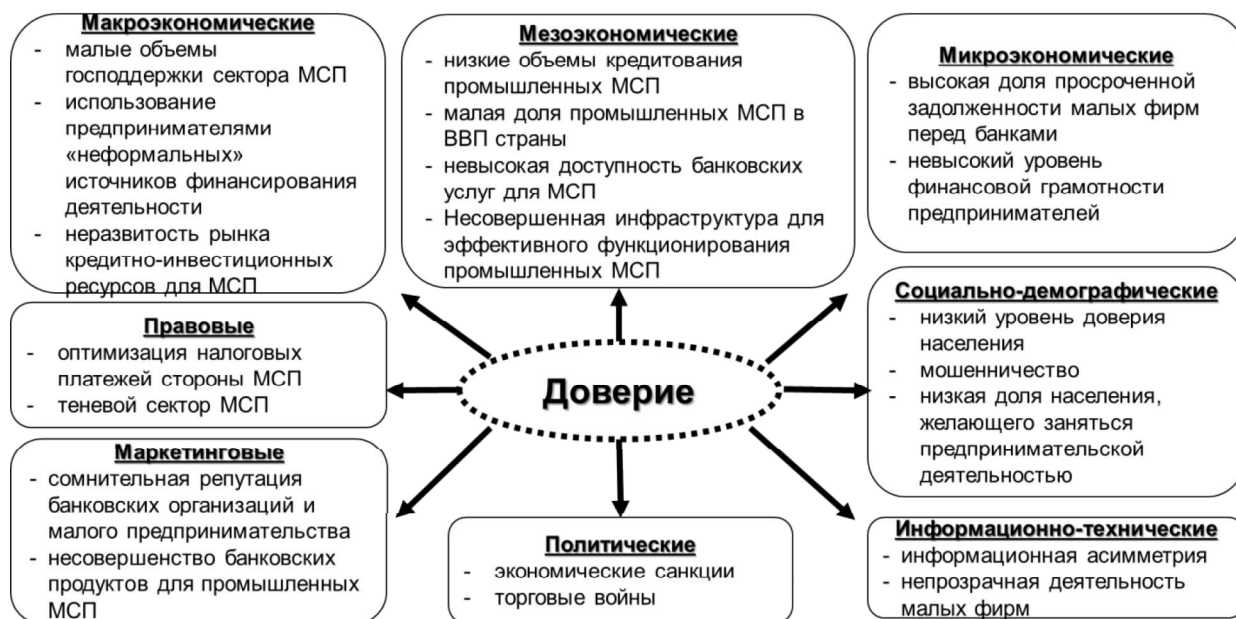 Макроэкономические
- малые объемы
господдержки сектора МСП
- использование
предпринимателями
«неформальных»
источников финансирования
деятельности
- неразвитость рынка
кредитно-инвестиционных
ресурсов для МСП
Мезоэкономические
- низкие объемы кредитования
промышленных МСП
- малая доля промышленных МСП в
ВВП страны
- невысокая доступность банковских
услуг для МСП
- Несовершенная инфраструктура для
эффективного функционирования
промышленных МСП
Микроэкономические
- высокая доля просроченной
задолженности малых фирм
перед банками
- невысокий уровень
финансовой грамотности
предпринимателей
Правовые
- оптимизация налоговых
платежей стороны МСП
- теневой сектор МСП
Доверие
Социально-демографические
- низкий уровень доверия
населения
- мошенничество
- низкая доля населения,
желающего заняться
предпринимательской
деятельностью
Маркетинговые
- сомнительная репутация
банковских организаций и
малого предпринимательства
- несовершенство банковских
продуктов для промышленных
МСП
Политические
- экономические санкции
- торговые войны
Информационно-технические
- информационная асимметрия
- непрозрачная деятельность
малых фирм